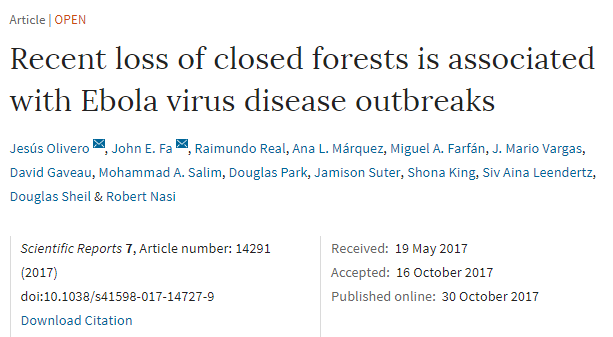 Article | OPEN
Recent loss of closed forests is associated
with Ebola virus disease outbreaks
Jesús Olivero, John E. Fa, Raimundo Real, Ana L. Márquez, Miguel A. Farfán, J. Mario Vargas,
David Gaveau, Mohammad A. Salim, Douglas Park, Jamison Suter, Shona King, Siv Aina Leendertz,
Douglas Sheil & Robert Nasi
Scientific Reports 7, Article number: 14291
(2017)
doi:10.1038/s41598-017-14727-9
Download Citation
Received: 19 May 2017
Accepted: 16 October 2017
Published online: 30 October 2017